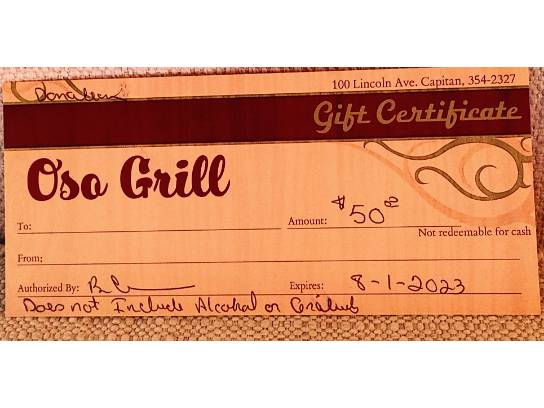 100 Lincoln Ave. Capitan, 354-2327
Gift Certificate
Oso Grill
To:
Amount: $50.00
Not redeemable for cash
From:
Authorized By:
Expires: 8-1-2023
Does not Include Alcohol or